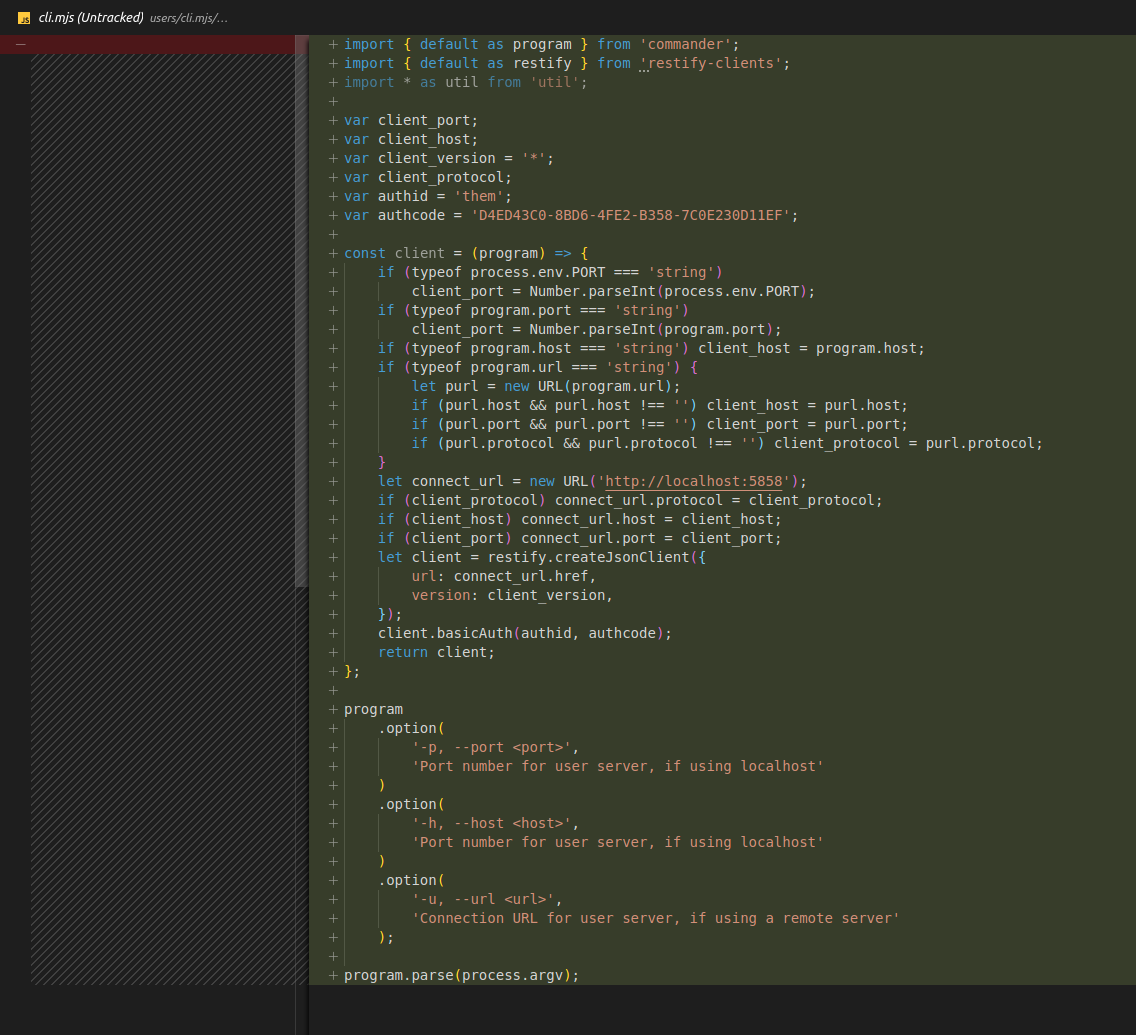 JS cli.mjs (Untracked) users/cli.mjs/...
− + import { default as program } from 'commander';
+ import { default as restify } from 'restify-clients';
+ import * as util from 'util';
+
+ var client_port;
+ var client_host;
+ var client_version = '*';
+ var client_protocol;
+ var authid = 'them';
+ var authcode = 'D4ED43C0-8BD6-4FE2-B358-7C0E230D11EF';
+
+ const client = (program) => {
+     if (typeof process.env.PORT === 'string')
+         client_port = Number.parseInt(process.env.PORT);
+     if (typeof program.port === 'string')
+         client_port = Number.parseInt(program.port);
+     if (typeof program.host === 'string') client_host = program.host;
+     if (typeof program.url === 'string') {
+         let purl = new URL(program.url);
+         if (purl.host && purl.host !== '') client_host = purl.host;
+         if (purl.port && purl.port !== '') client_port = purl.port;
+         if (purl.protocol && purl.protocol !== '') client_protocol = purl.protocol;
+     }
+     let connect_url = new URL('http://localhost:5858');
+     if (client_protocol) connect_url.protocol = client_protocol;
+     if (client_host) connect_url.host = client_host;
+     if (client_port) connect_url.port = client_port;
+     let client = restify.createJsonClient({
+         url: connect_url.href,
+         version: client_version,
+     });
+     client.basicAuth(authid, authcode);
+     return client;
+ };
+
+ program
+     .option(
+         '-p, --port <port>',
+         'Port number for user server, if using localhost'
+     )
+     .option(
+         '-h, --host <host>',
+         'Port number for user server, if using localhost'
+     )
+     .option(
+         '-u, --url <url>',
+         'Connection URL for user server, if using a remote server'
+     );
+
+ program.parse(process.argv);